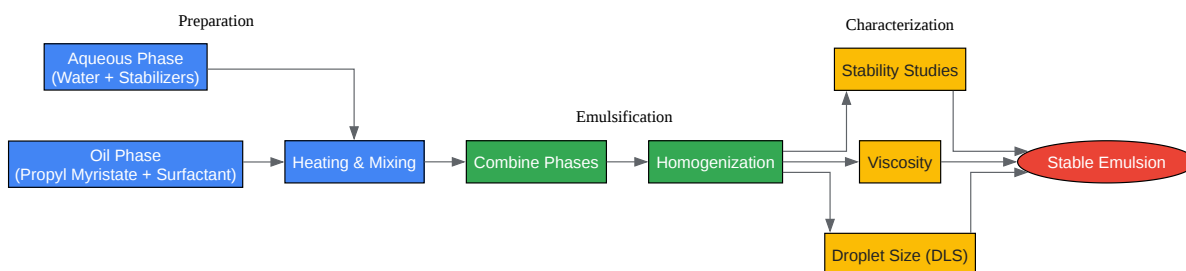 Preparation
Aqueous Phase
(Water + Stabilizers)
Oil Phase
(Propyl Myristate + Surfactant)
Heating & Mixing
Emulsification
Combine Phases
Homogenization
Characterization
Stability Studies
Viscosity
Droplet Size (DLS)
Stable Emulsion